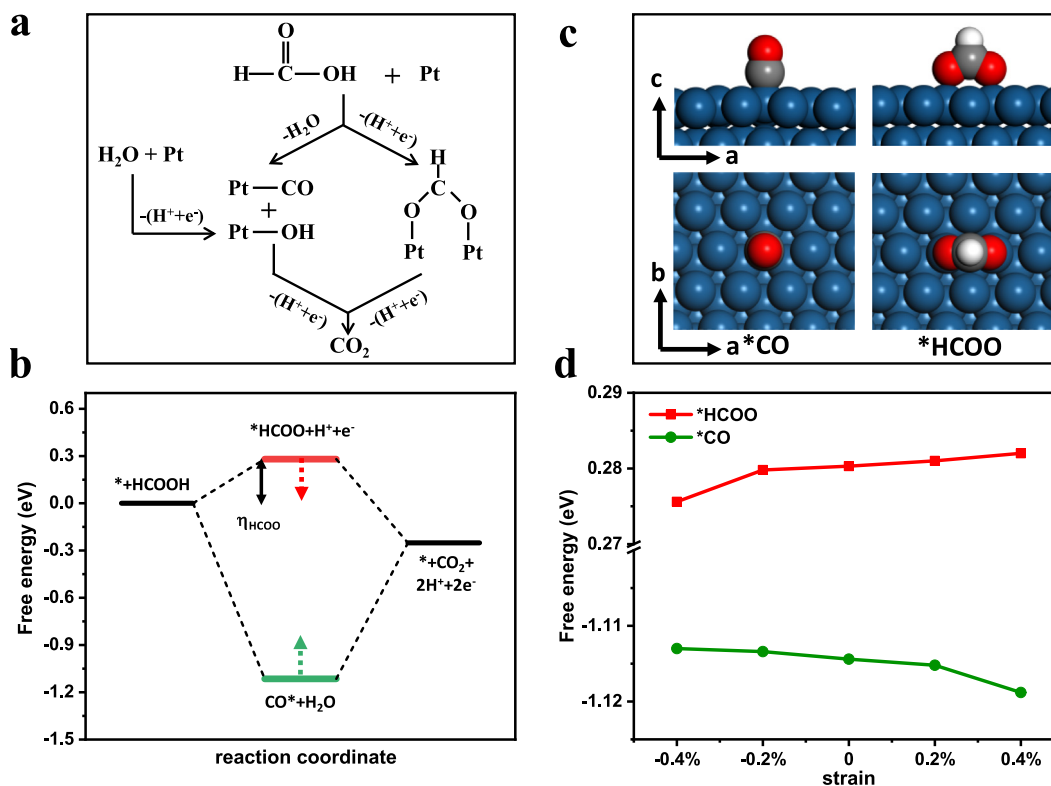 a
O
H
C
OH
+
Pt
-H₂O
-(H⁺+e⁻)
H₂O + Pt
H
C
Pt
CO
O
O
-(H⁺+e⁻)
+
Pt
OH
Pt
Pt
-(H⁺+e⁻)
-(H⁺+e⁻)
CO₂
b
0.6
0.3
0.0
-0.3
-0.6
-0.9
-1.2
-1.5
Free energy (eV)
*HCOO+H⁺+e⁻
*+HCOOH
ηHCOO
*+CO₂+
2H⁺+2e⁻
CO*+H₂O
reaction coordinate
c
c
a
b
a
*CO
*HCOO
d
0.29
0.28
0.27
-1.11
-1.12
Free energy (eV)
*HCOO
*CO
-0.4%
-0.2%
0
0.2%
0.4%
strain